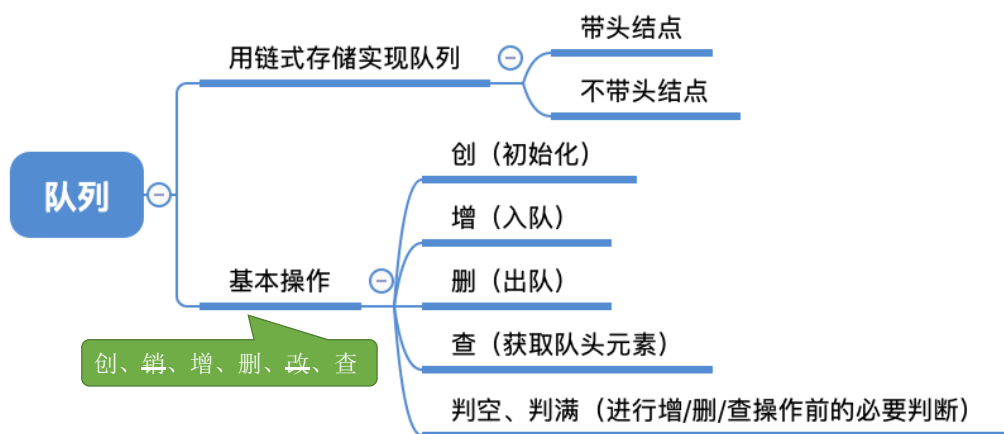 队列
用链式存储实现队列
带头结点
不带头结点
基本操作
创（初始化）
增（入队）
删（出队）
查（获取队头元素）
判空、判满（进行增/删/查操作前的必要判断）
创、销、增、删、改、查